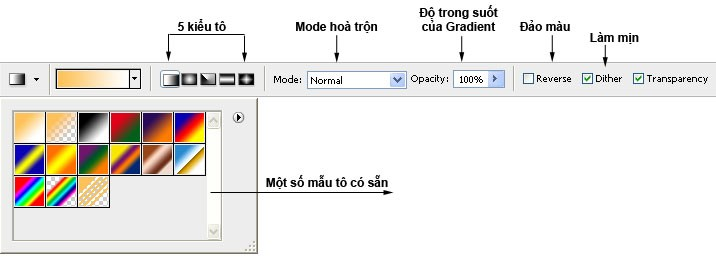 5 kiểu tô
Mode hoà trộn
Độ trong suốt
của Gradient
Đảo màu
Làm mịn
Mode: Normal Opacity: 100% Reverse Dither Transparency
Một số mẫu tô có sẵn